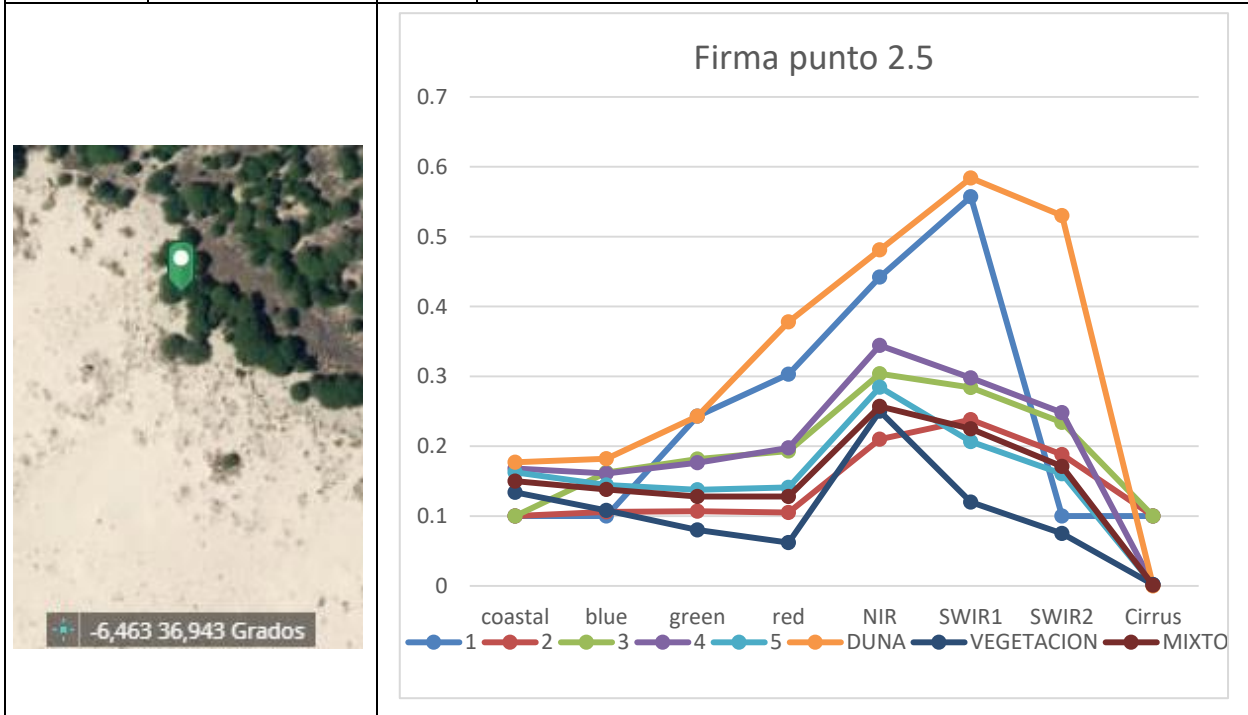 Firma punto 2.5
0.7
0.6
0.5
0.4
0.3
0.2
0.1
0
coastal blue green red NIR SWIR1 SWIR2 Cirrus
1 2 3 4 5 DUNA VEGETACION MIXTO
-6,463 36,943 Grados